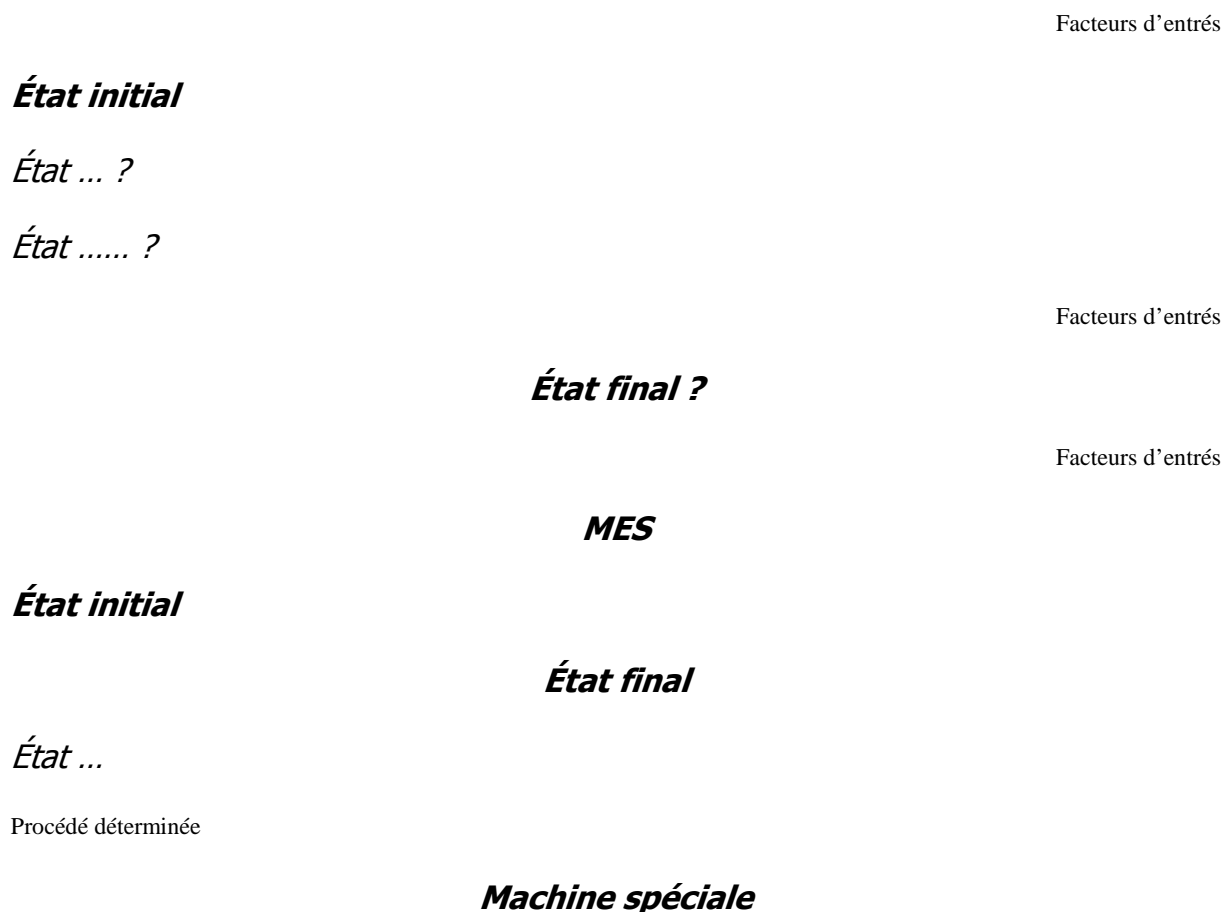 Facteurs d’entrés
État initial
État … ?
État …… ?
Facteurs d’entrés
État final ?
Facteurs d’entrés
MES
État initial
État final
État …
Procédé déterminée
Machine spéciale